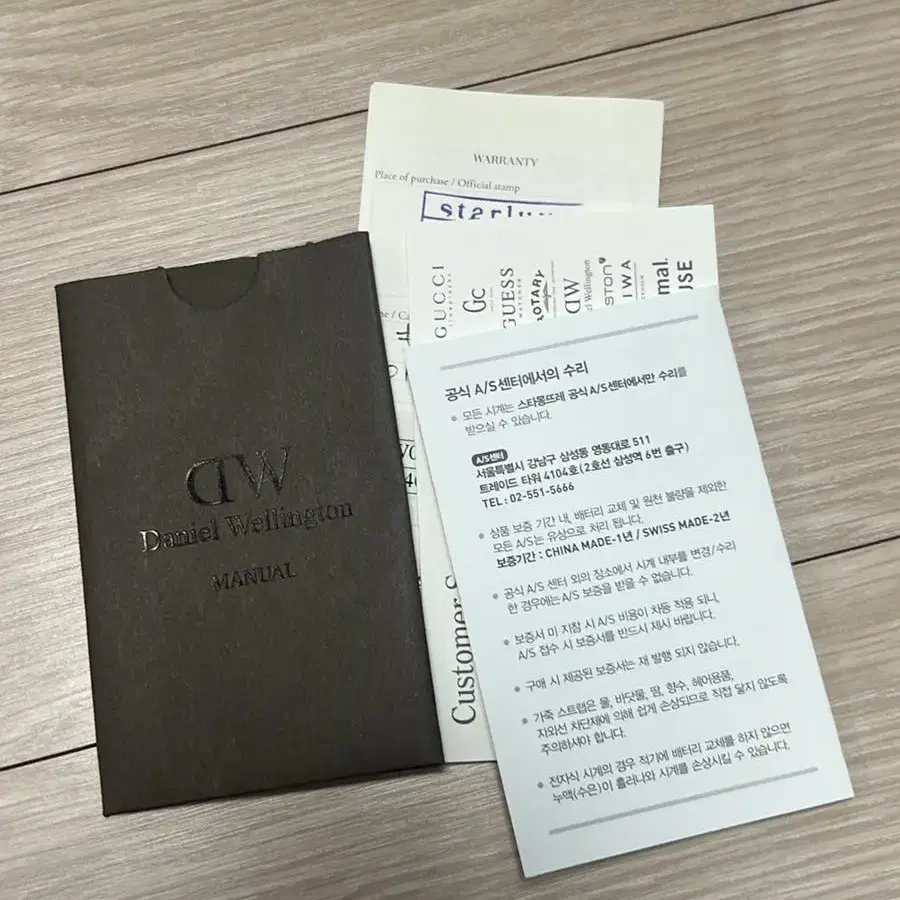 WARRANTY
Place of purchase / Official stamp
GUCCI
Gc
GUESS
WATCHES
ROTARY
DW
Wellington
mal.
DW
Daniel Wellington
MANUAL
Customer
공식 A/S센터에서의 수리
모든 시계는 스타몽뜨레 공식 A/S센터에서만 수리를
받으실 수 있습니다.
A/S센터
서울특별시 강남구 삼성동 영동대로 511
트레이드 타워 4104호(2호선 삼성역 6번 출구)
TEL : 02-551-5666
상품 보증 기간 내, 배터리 교체 및 원천 불량을 제외한
모든 A/S는 유상으로 처리 됩니다.
보증기간 : CHINA MADE-1년 / SWISS MADE-2년
공식 A/S 센터 외의 장소에서 시계 내부를 변경/수리
한 경우에는 A/S 보증을 받을 수 없습니다.
보증서 미 지참 시 A/S 비용이 차등 적용 되니,
A/S 접수 시 보증서를 반드시 제시 바랍니다.
구매 시 제공된 보증서는 재 발행 되지 않습니다.
가죽 스트랩은 물, 바닷물, 땀, 향수, 헤어용품,
자외선 차단제에 의해 쉽게 손상되므로 직접 닿지 않도록
주의하셔야 합니다.
전자식 시계의 경우 적기에 배터리 교체를 하지 않으면
누액(수은)이 흘러나와 시계를 손상시킬 수 있습니다.